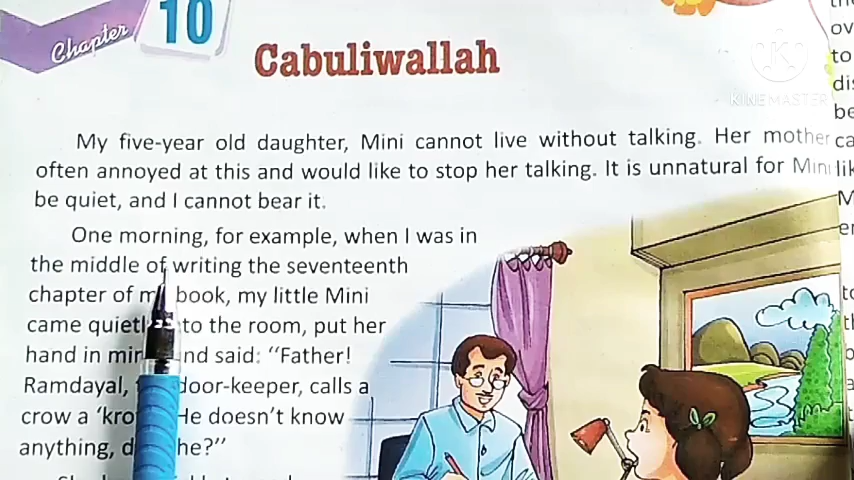 Chapter
10
Cabuliwallah
KINEMASTER
My five-year old daughter, Mini cannot live without talking. Her mother
often annoyed at this and would like to stop her talking. It is unnatural for Mini
be quiet, and I cannot bear it.
One morning, for example, when I was in
the middle of writing the seventeenth
chapter of book, my little Mini
came to the room, put her
hand in and said: “Father!
Ramdayal, door-keeper, calls a
crow a He doesn’t know
anything, he?”